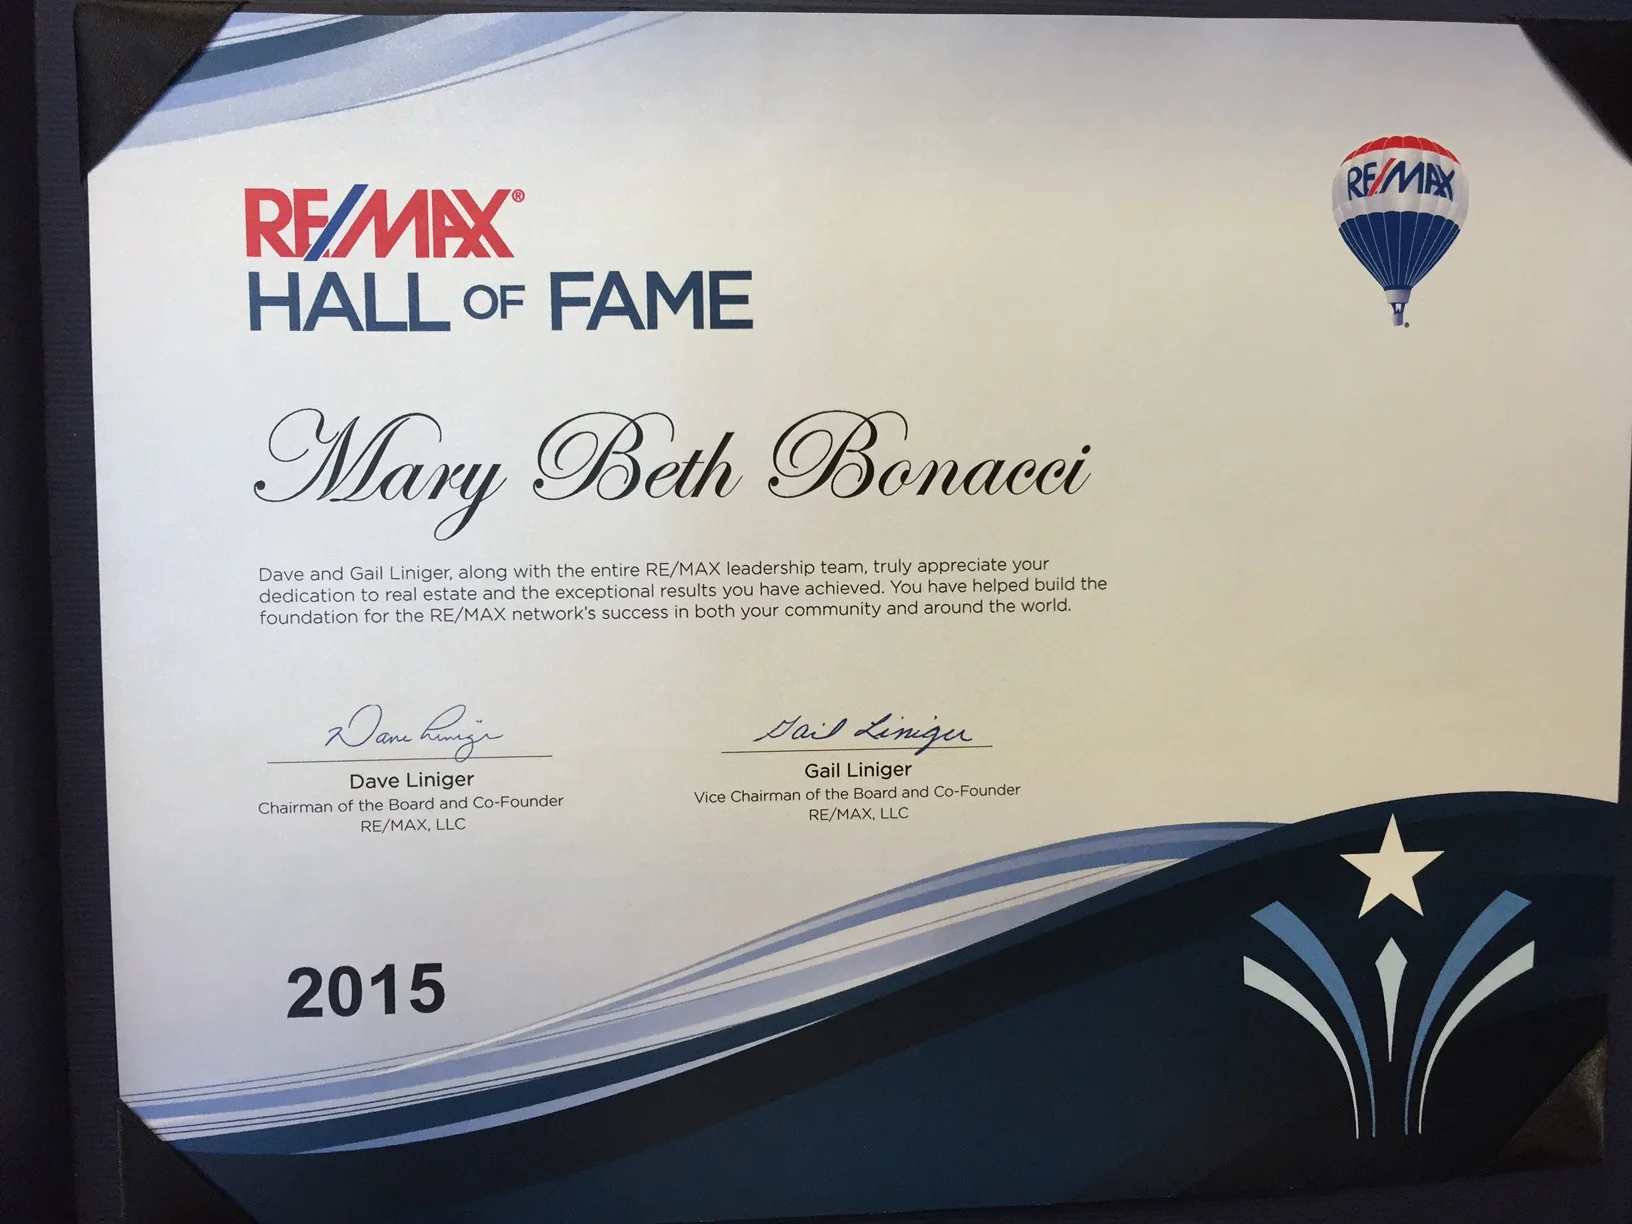 RE/MAX®
HALL OF FAME
RE/MAX
Mary Beth Bonacci
Dave and Gail Liniger, along with the entire RE/MAX leadership team, truly appreciate your
dedication to real estate and the exceptional results you have achieved. You have helped build the
foundation for the RE/MAX network's success in both your community and around the world.
Dave Liniger
Dave Liniger
Chairman of the Board and Co-Founder
RE/MAX, LLC
Gail Liniger
Gail Liniger
Vice Chairman of the Board and Co-Founder
RE/MAX, LLC
2015